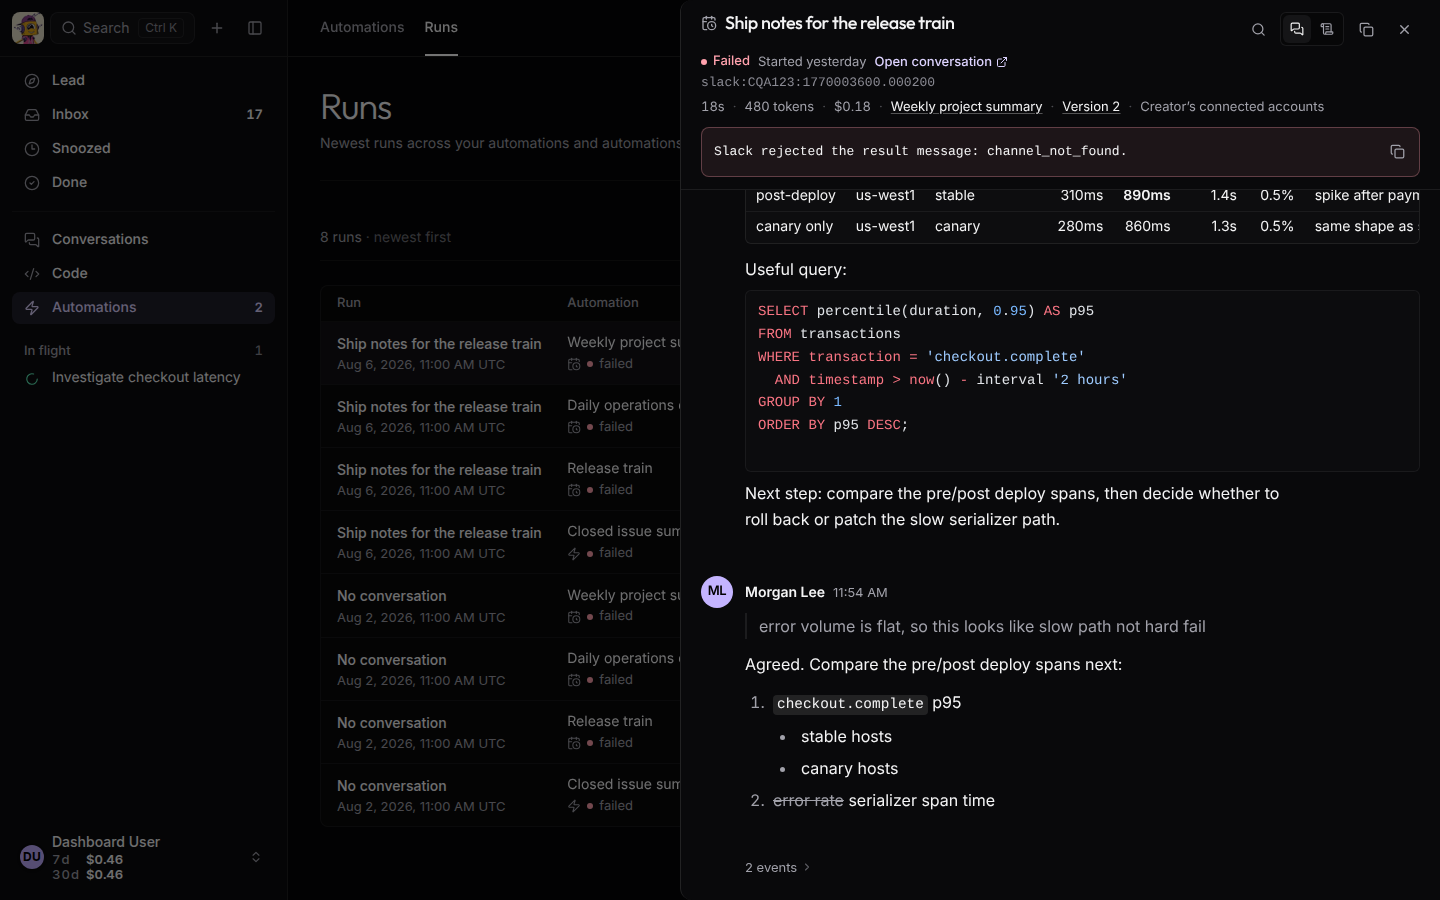 Search Ctrl K
Lead
Inbox 17
Snoozed
Done
Conversations
Code
Automations 2
In flight 1
Investigate checkout latency
DU Dashboard User
7d $0.46
30d $0.46
Automations Runs
Runs
Newest runs across your automations and automations
8 runs · newest first
Run Automation
Ship notes for the release train Weekly project su
Aug 6, 2026, 11:00 AM UTC failed
Ship notes for the release train Daily operations
Aug 6, 2026, 11:00 AM UTC failed
Ship notes for the release train Release train
Aug 6, 2026, 11:00 AM UTC failed
Ship notes for the release train Closed issue sum
Aug 6, 2026, 11:00 AM UTC failed
No conversation Weekly project su
Aug 2, 2026, 11:00 AM UTC failed
No conversation Daily operations
Aug 2, 2026, 11:00 AM UTC failed
No conversation Release train
Aug 2, 2026, 11:00 AM UTC failed
No conversation Closed issue sum
Aug 2, 2026, 11:00 AM UTC failed
Ship notes for the release train
Failed Started yesterday Open conversation
slack:CQA123:1770003600.000200
18s · 480 tokens · $0.18 · Weekly project summary · Version 2 · Creator's connected accounts
Slack rejected the result message: channel_not_found.
post-deploy us-west1 stable 310ms 890ms 1.4s 0.5% spike after paym
canary only us-west1 canary 280ms 860ms 1.3s 0.5% same shape as
Useful query:
SELECT percentile(duration, 0.95) AS p95
FROM transactions
WHERE transaction = 'checkout.complete'
AND timestamp > now() - interval '2 hours'
GROUP BY 1
ORDER BY p95 DESC;
Next step: compare the pre/post deploy spans, then decide whether to
roll back or patch the slow serializer path.
ML Morgan Lee 11:54 AM
error volume is flat, so this looks like slow path not hard fail
Agreed. Compare the pre/post deploy spans next:
1. checkout.complete p95
• stable hosts
• canary hosts
2. error rate serializer span time
2 events